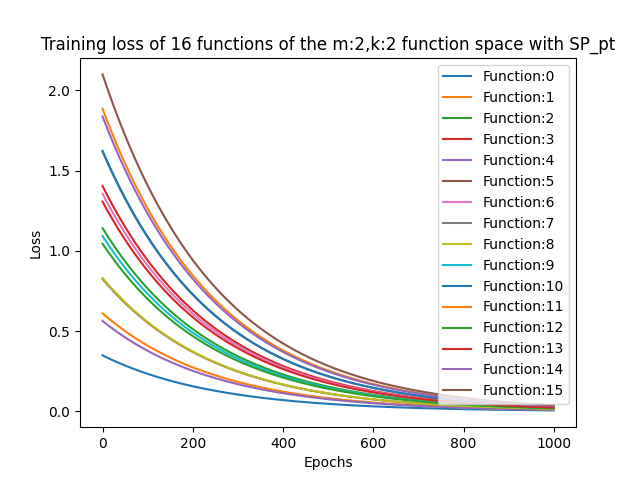 Training loss of 16 functions of the m:2,k:2 function space with SP_pt
2.0
1.5
1.0
0.5
0.0
Loss
0
200
400
600
800
1000
Epochs
Function:0
Function:1
Function:2
Function:3
Function:4
Function:5
Function:6
Function:7
Function:8
Function:9
Function:10
Function:11
Function:12
Function:13
Function:14
Function:15